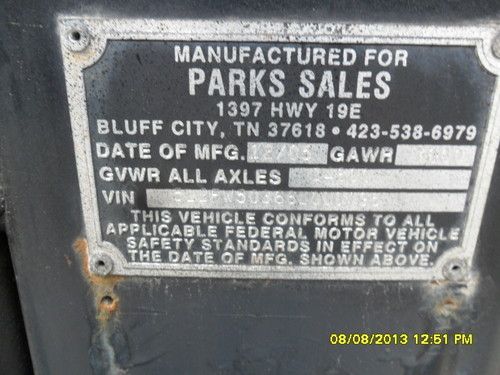 MANUFACTURED FOR
PARKS SALES
1397 HWY 19E
BLUFF CITY, TN 37618 • 423-538-6979
DATE OF MFG. GAWR
GVWR ALL AXLES
VIN
THIS VEHICLE CONFORMS TO ALL
APPLICABLE FEDERAL MOTOR VEHICLE
SAFETY STANDARDS IN EFFECT ON
THE DATE OF MFG. SHOWN ABOVE.
08/08/2013 12:51 PM